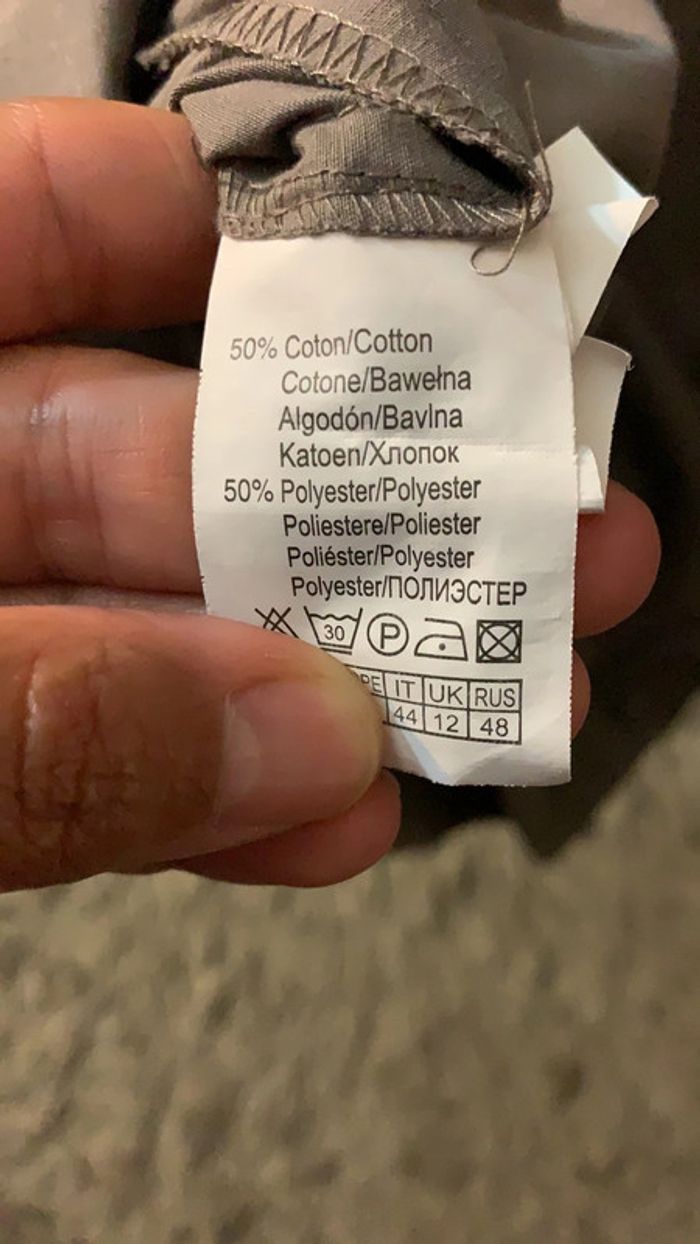 50% Coton/Cotton
Cotone/Bawełna
Algodón/Bavlna
Katoen/Хлопок
50% Polyester/Polyester
Poliestere/Poliester
Poliéster/Polyester
Polyester/ПОЛИЭСТЕР
30 P
IT UK RUS
44 12 48